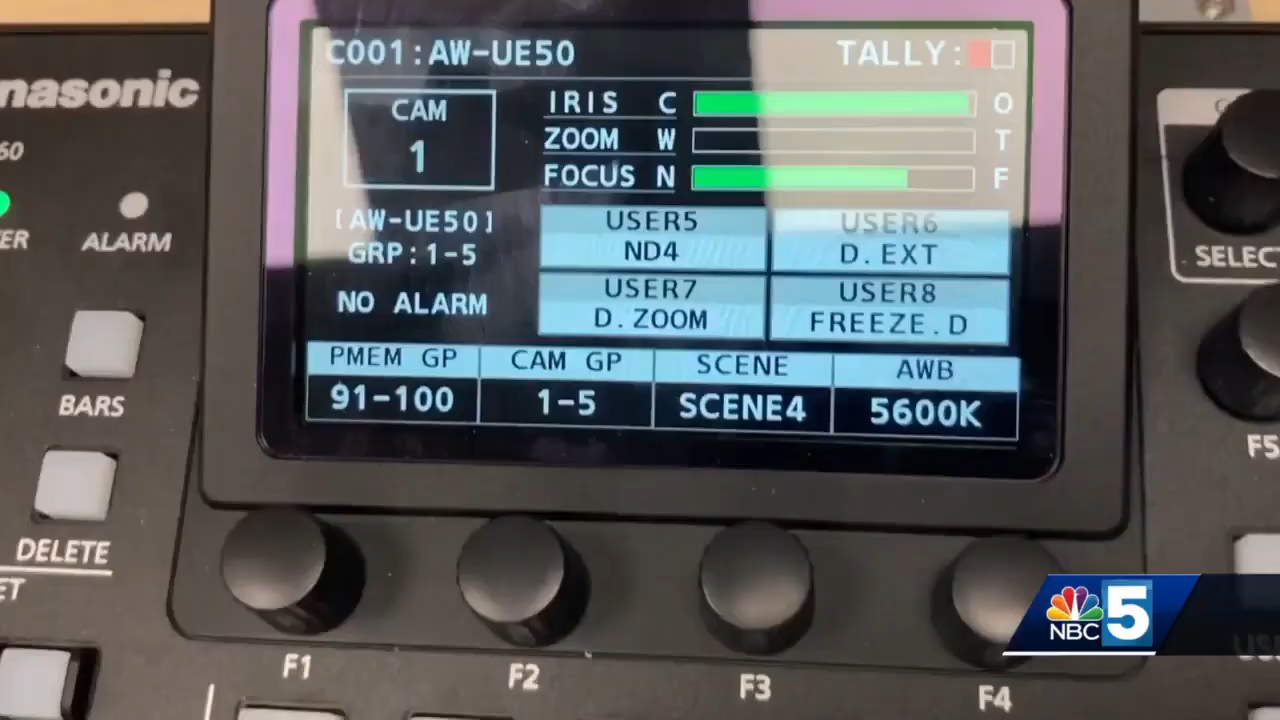 C001:AW-UE50 TALLY:
CAM
1
IRIS C O
ZOOM W T
FOCUS N F
[AW-UE50]
GRP:1-5
NO ALARM
USER5
ND4
USER6
D.EXT
USER7
D.ZOOM
USER8
FREEZE.D
PMEM GP CAM GP SCENE AWB
91-100 1-5 SCENE4 5600K
nasonic
60
ER
ALARM
BARS
DELETE
ET
SELEC
F5
F1 F2 F3 F4
NBC 5